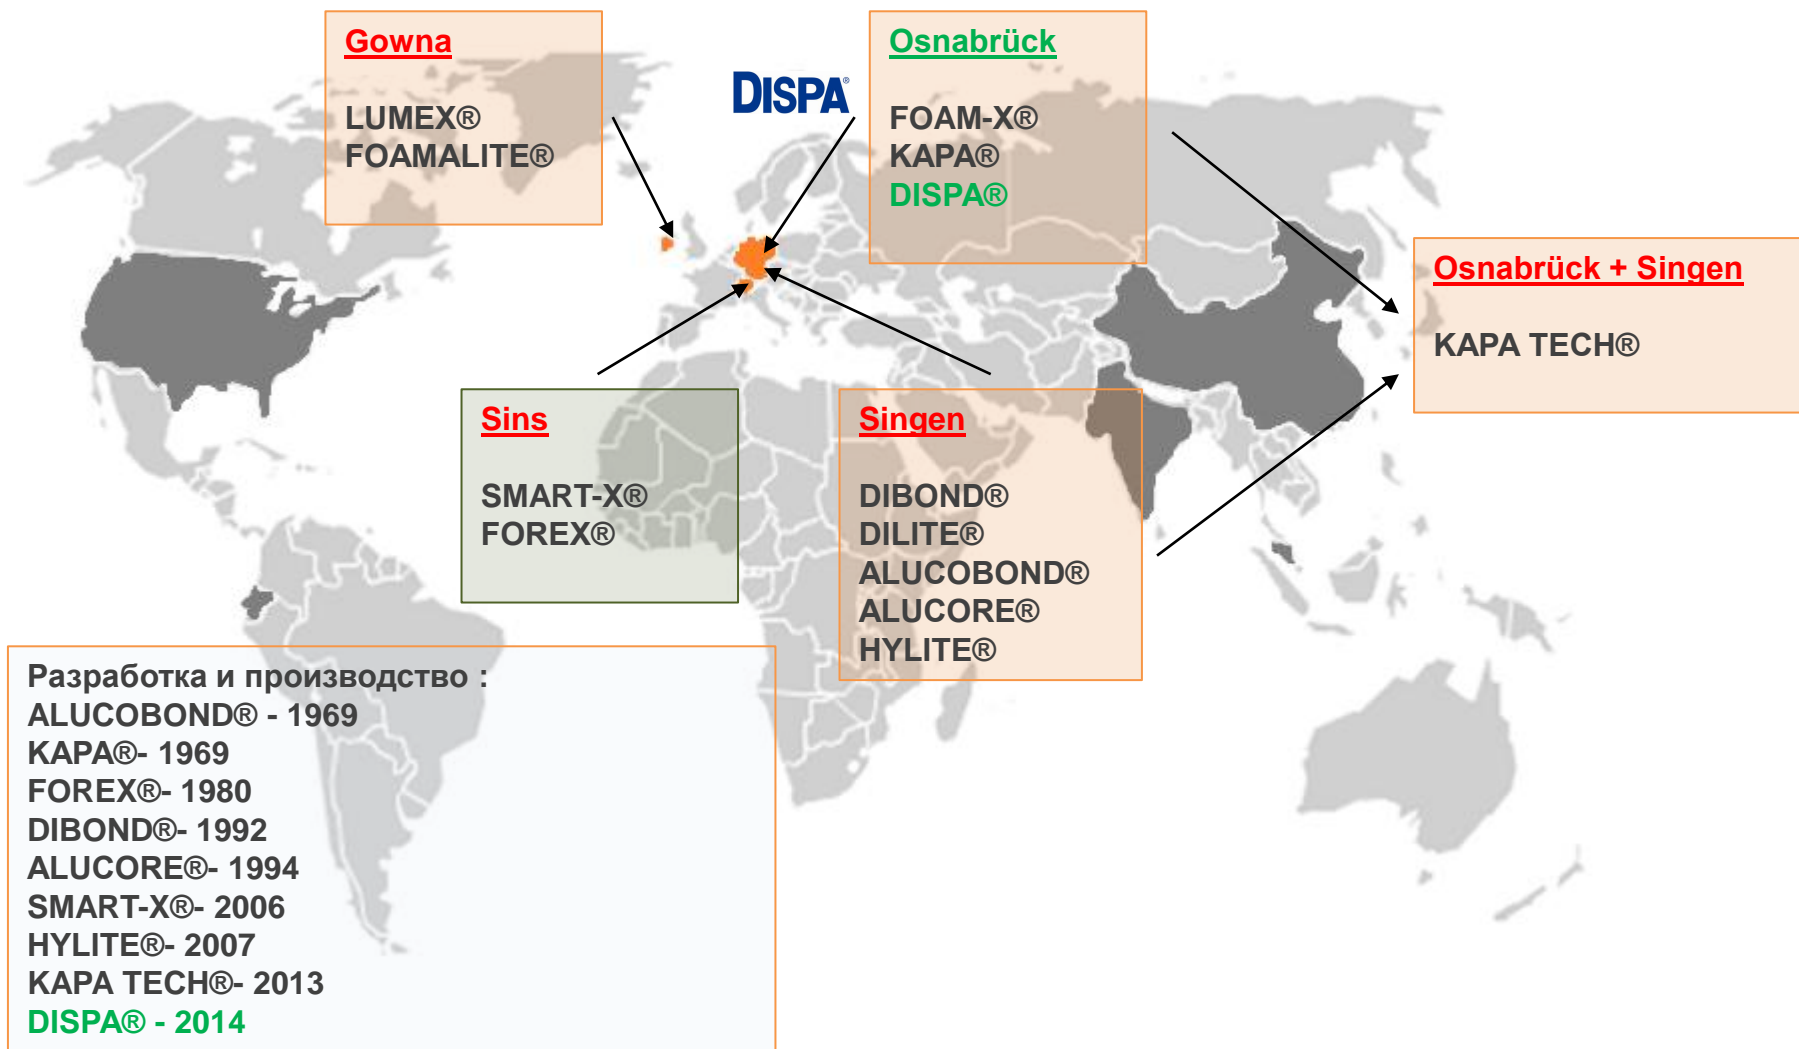 Gowna
LUMEX®
FOAMALITE®
DISPA®
Osnabrück
FOAM-X®
KAPA®
DISPA®
Osnabrück + Singen
KAPA TECH®
Sins
SMART-X®
FOREX®
Singen
DIBOND®
DILITE®
ALUCOBOND®
ALUCORE®
HYLITE®
Разработка и производство :
ALUCOBOND® - 1969
KAPA®- 1969
FOREX®- 1980
DIBOND®- 1992
ALUCORE®- 1994
SMART-X®- 2006
HYLITE®- 2007
KAPA TECH®- 2013
DISPA® - 2014